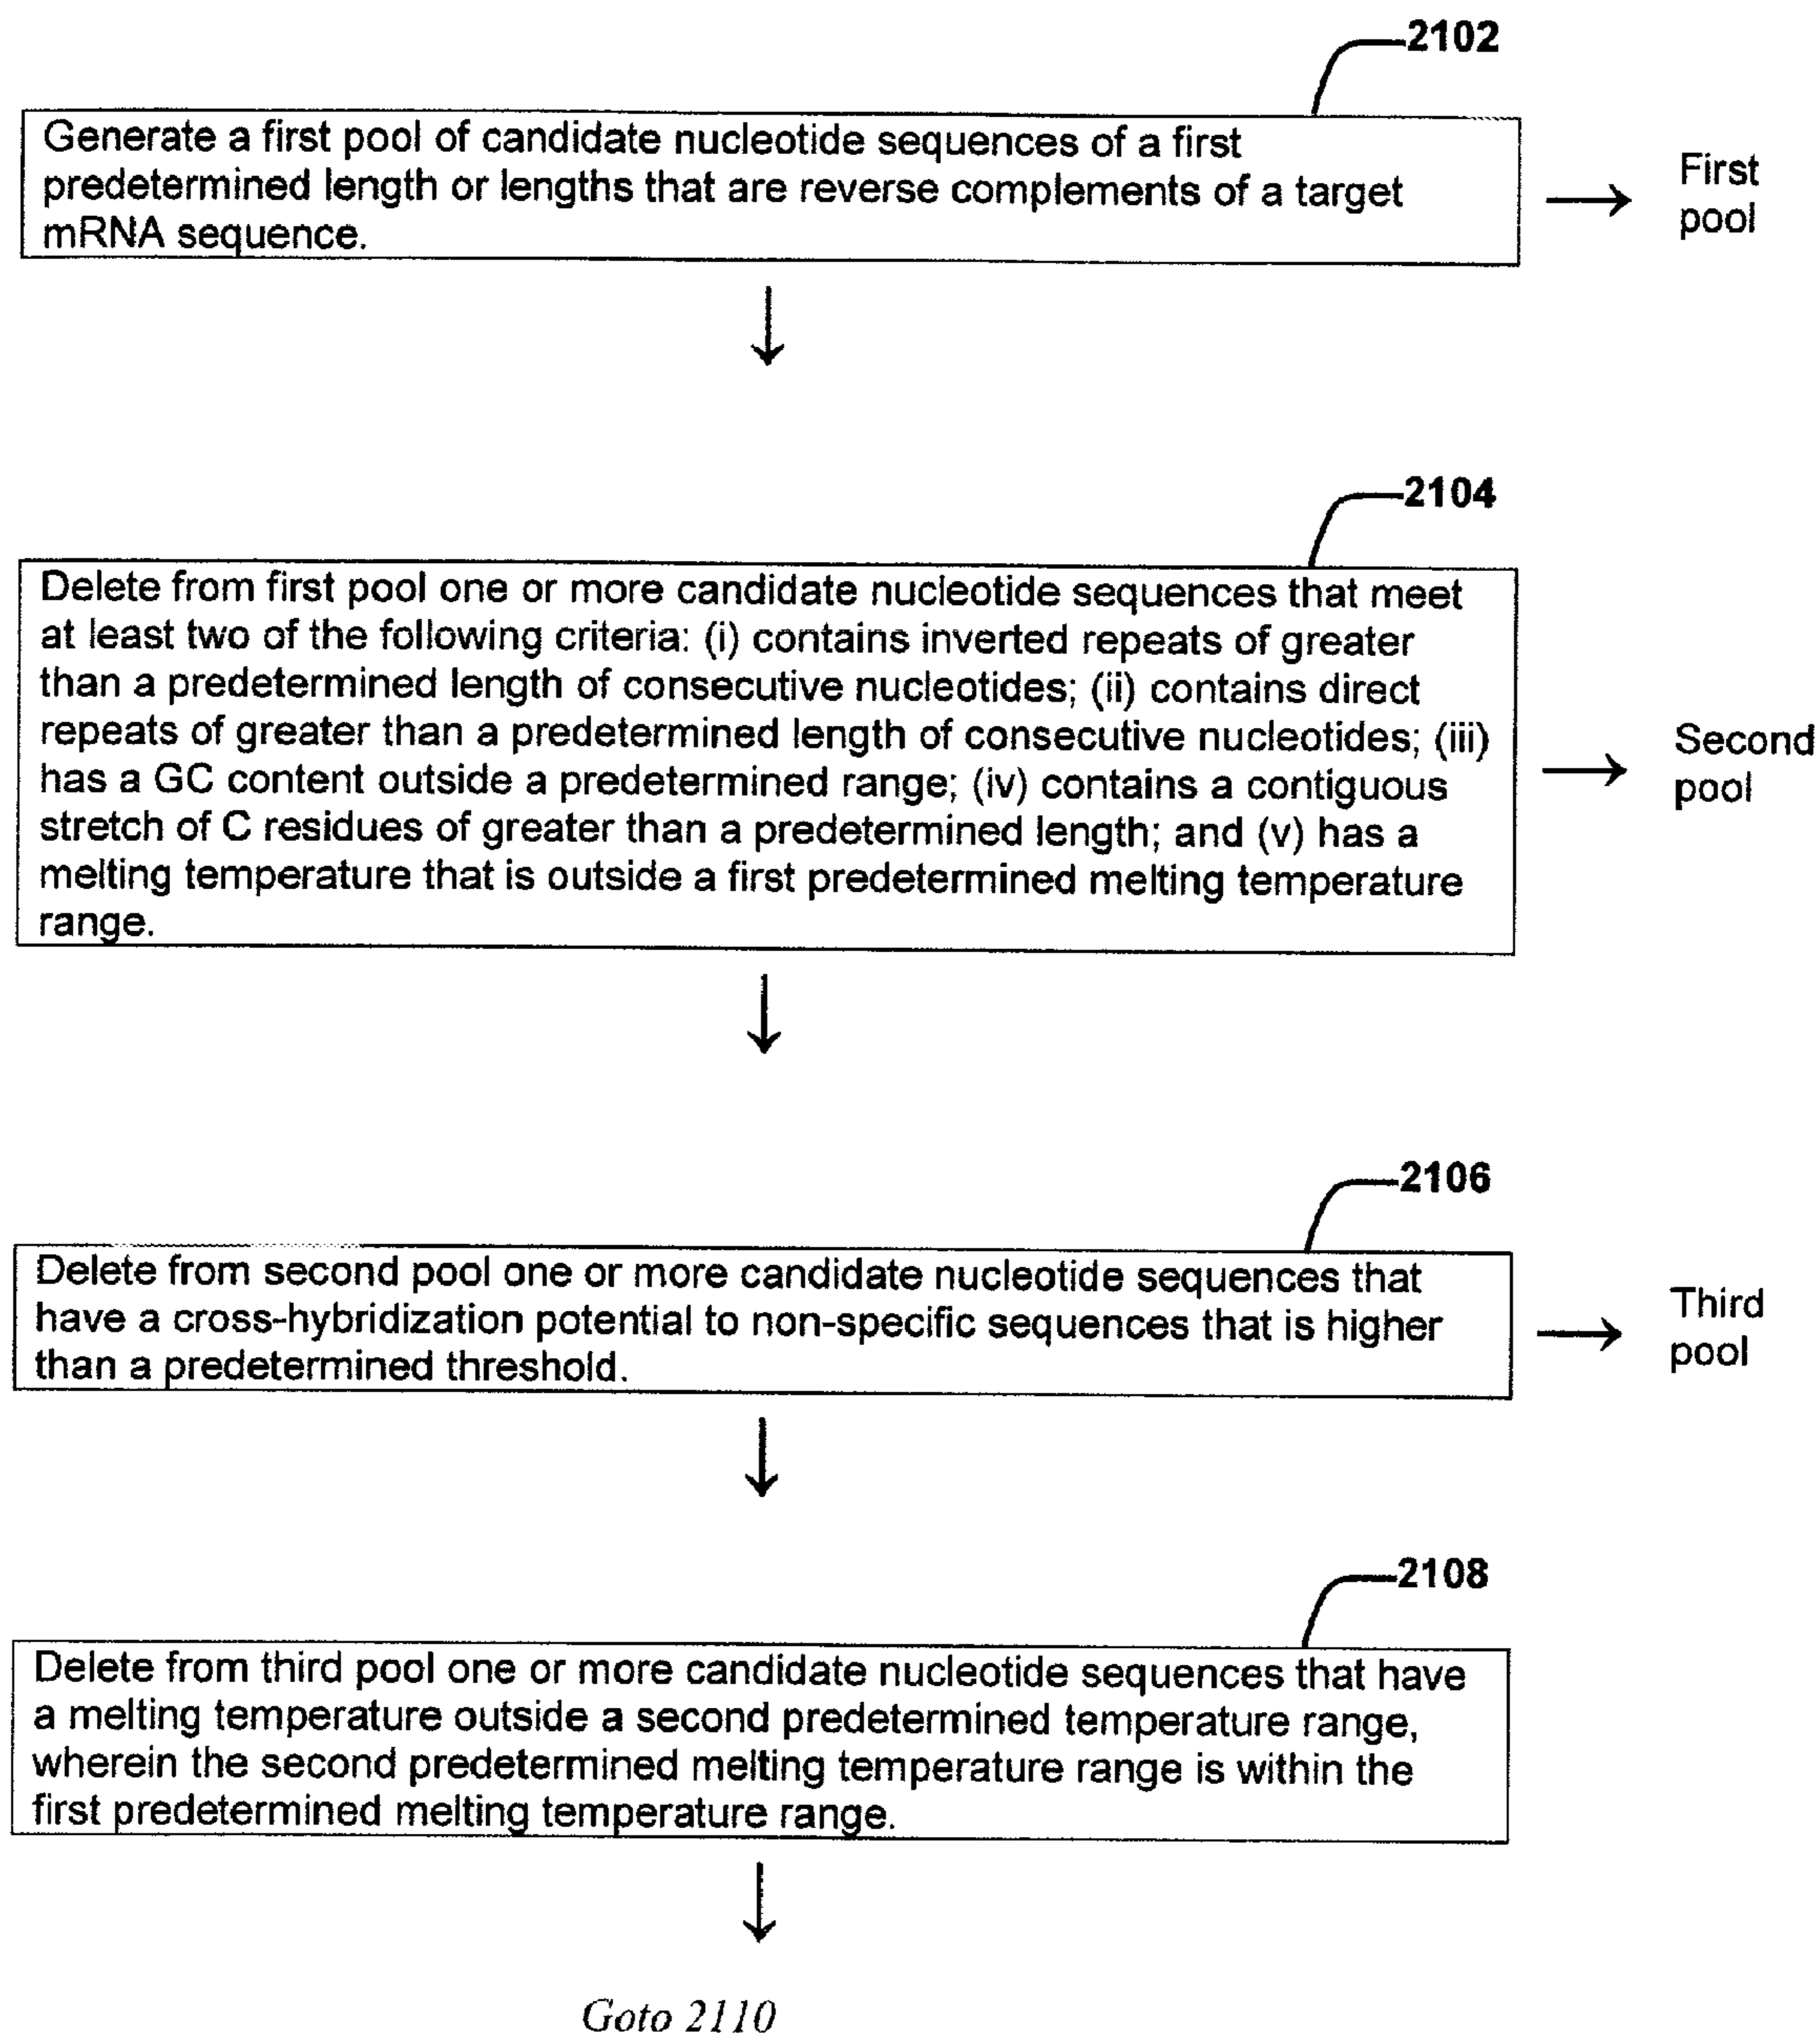 2102
Generate a first pool of candidate nucleotide sequences of a first
predetermined length or lengths that are reverse complements of a target
mRNA sequence.
First
pool
2104
Delete from first pool one or more candidate nucleotide sequences that meet
at least two of the following criteria: (i) contains inverted repeats of greater
than a predetermined length of consecutive nucleotides; (ii) contains direct
repeats of greater than a predetermined length of consecutive nucleotides; (iii)
has a GC content outside a predetermined range; (iv) contains a contiguous
stretch of C residues of greater than a predetermined length; and (v) has a
melting temperature that is outside a first predetermined melting temperature
range.
Second
pool
2106
Delete from second pool one or more candidate nucleotide sequences that
have a cross-hybridization potential to non-specific sequences that is higher
than a predetermined threshold.
Third
pool
2108
Delete from third pool one or more candidate nucleotide sequences that have
a melting temperature outside a second predetermined temperature range,
wherein the second predetermined melting temperature range is within the
first predetermined melting temperature range.
Goto 2110